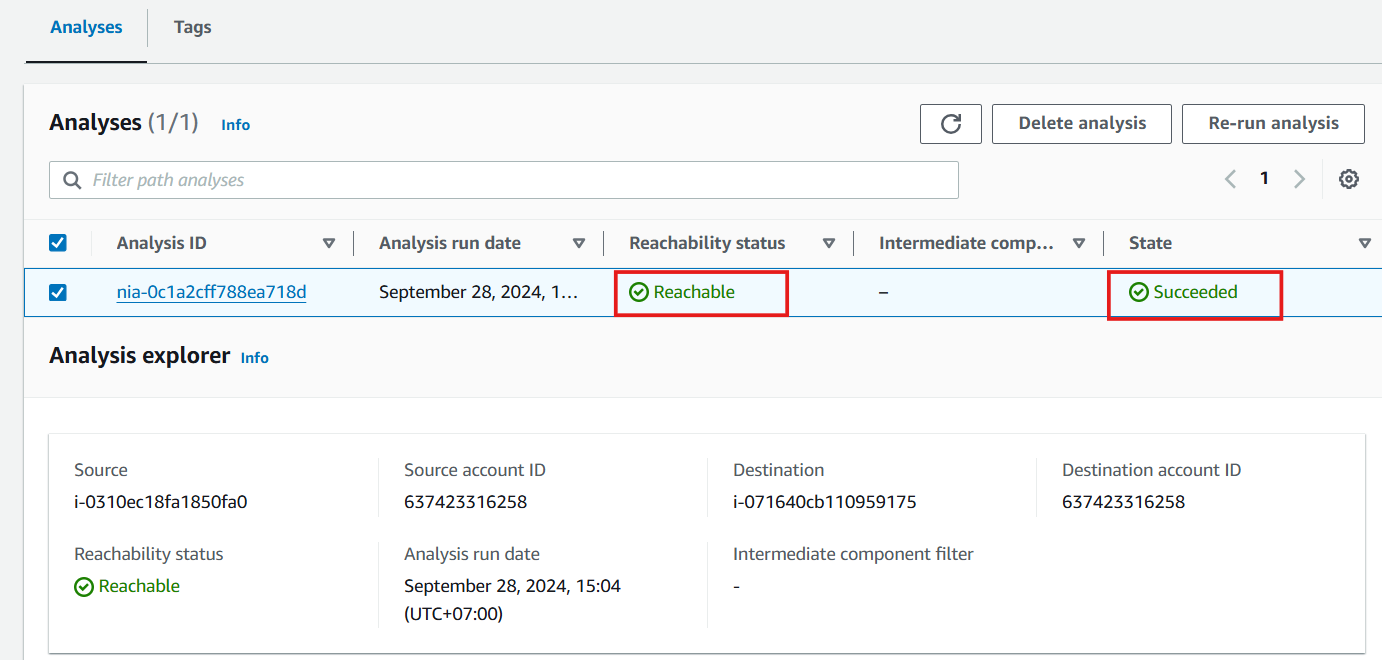 Analyses Tags
Analyses (1/1) Info Delete analysis Re-run analysis
Filter path analyses 1
Analysis ID Analysis run date Reachability status Intermediate comp... State
nia-0c1a2cff788ea718d September 28, 2024, 1... Reachable – Succeeded
Analysis explorer Info
Source Source account ID Destination Destination account ID
i-0310ec18fa1850fa0 637423316258 i-071640cb110959175 637423316258
Reachability status Analysis run date Intermediate component filter
Reachable September 28, 2024, 15:04 -
(UTC+07:00)